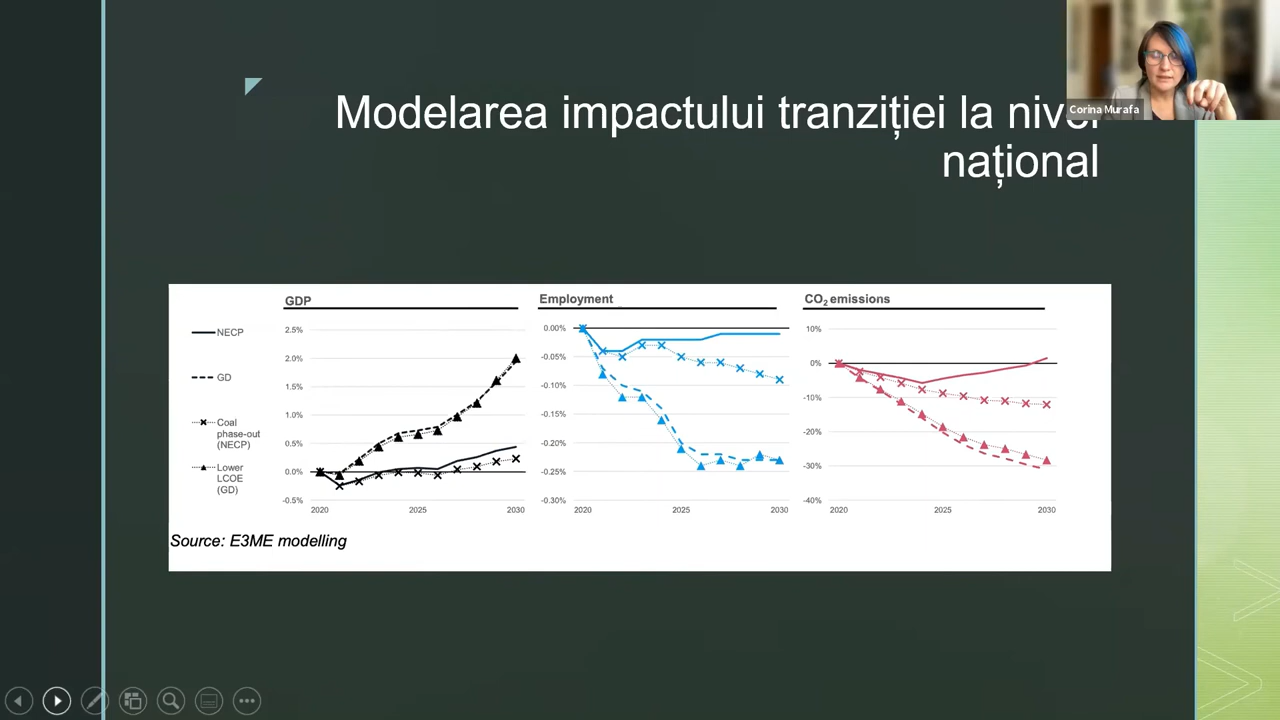 Corina Murafa
Modelarea impactului tranziției la nivel
național
GDP
Employment
CO2 emissions
NECP
GD
Coal
phase-out
(NECP)
Lower
LCOE
(GD)
2.5%
2.0%
1.5%
1.0%
0.5%
0.0%
-0.5%
2020
2025
2030
0.00%
-0.05%
-0.10%
-0.15%
-0.20%
-0.25%
-0.30%
2020
2025
2030
10%
0%
-10%
-20%
-30%
-40%
2020
2025
2030
Source: E3ME modelling